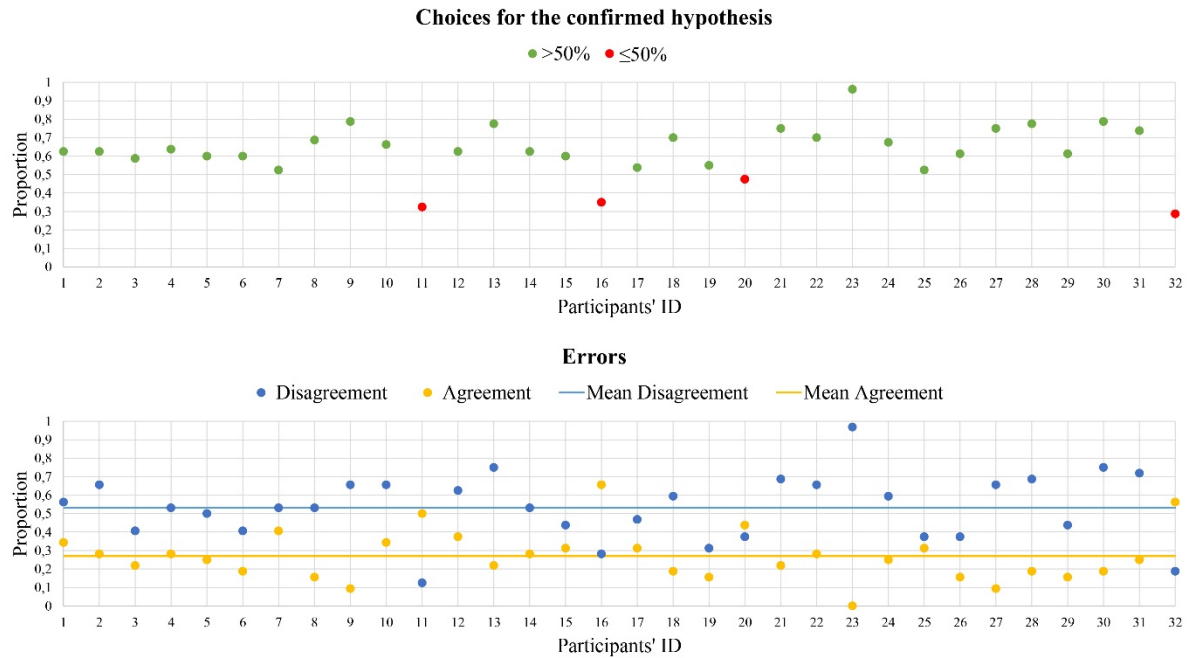 Choices for the confirmed hypothesis
>50% ≤50%
Proportion
1
0,9
0,8
0,7
0,6
0,5
0,4
0,3
0,2
0,1
0
1 2 3 4 5 6 7 8 9 10 11 12 13 14 15 16 17 18 19 20 21 22 23 24 25 26 27 28 29 30 31 32
Participants' ID
Errors
Disagreement Agreement Mean Disagreement Mean Agreement
Proportion
1
0,9
0,8
0,7
0,6
0,5
0,4
0,3
0,2
0,1
0
1 2 3 4 5 6 7 8 9 10 11 12 13 14 15 16 17 18 19 20 21 22 23 24 25 26 27 28 29 30 31 32
Participants' ID